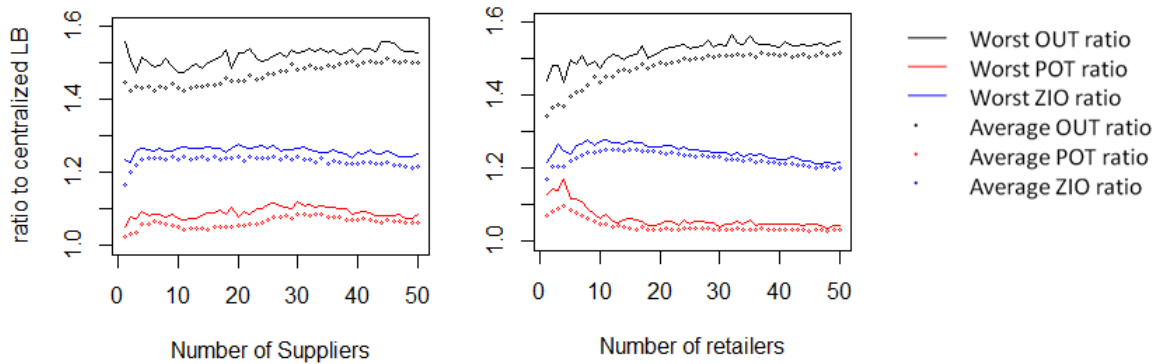 ratio to centralized LB
1.0 1.2 1.4 1.6
0 10 20 30 40 50
Number of Suppliers
1.0 1.2 1.4 1.6
0 10 20 30 40 50
Number of retailers
Worst OUT ratio
Worst POT ratio
Worst ZIO ratio
Average OUT ratio
Average POT ratio
Average ZIO ratio